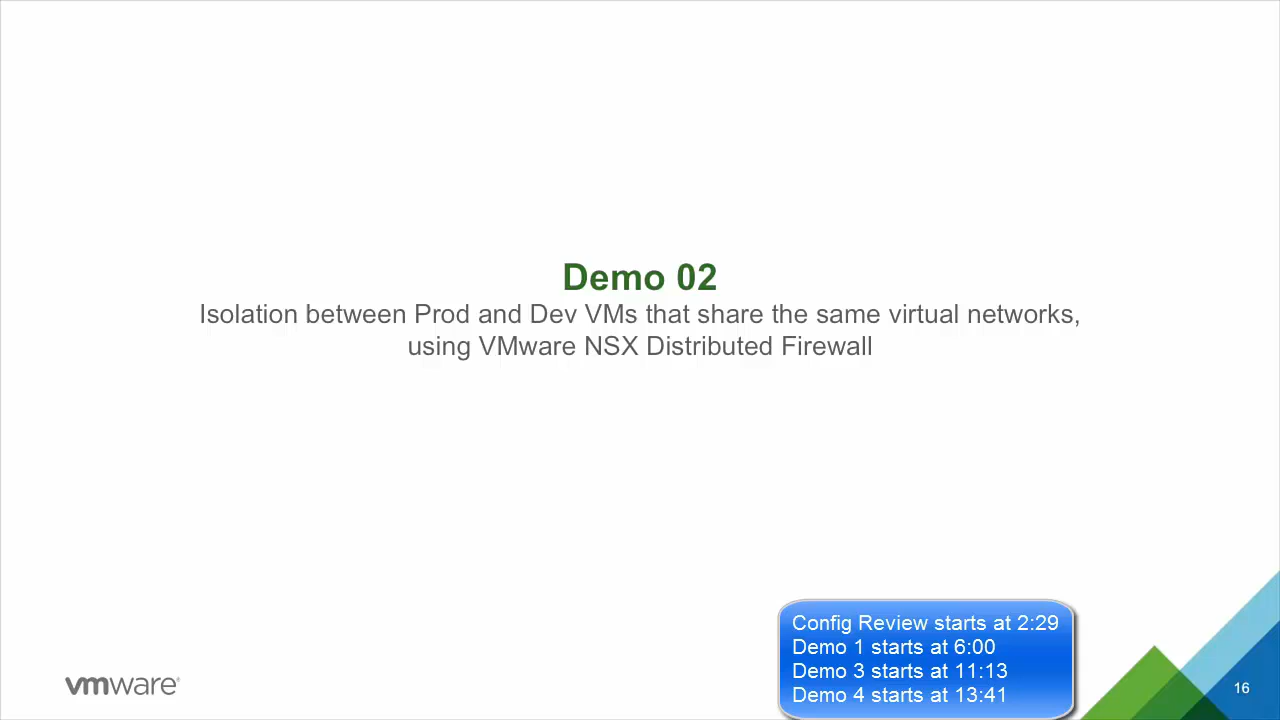 Demo 02
Isolation between Prod and Dev VMs that share the same virtual networks,
using VMware NSX Distributed Firewall
Config Review starts at 2:29
Demo 1 starts at 6:00
Demo 3 starts at 11:13
Demo 4 starts at 13:41
vmware®
16